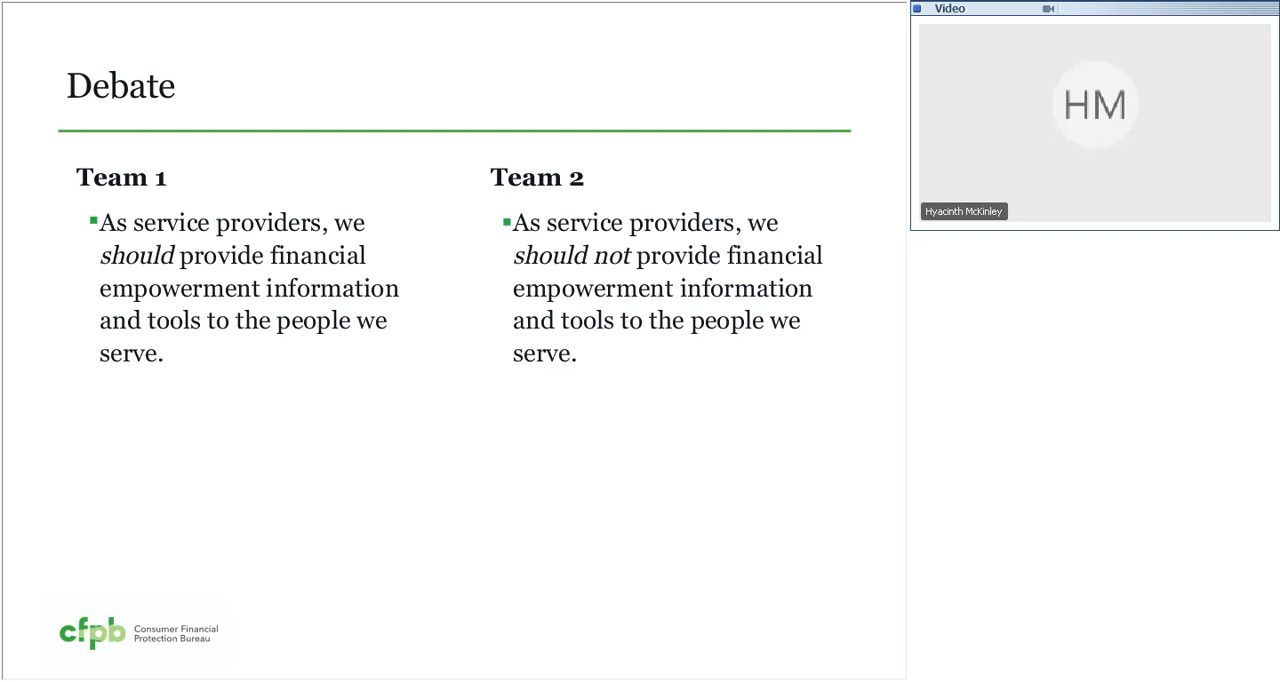 Debate
Team 1
As service providers, we
should provide financial
empowerment information
and tools to the people we
serve.
Team 2
As service providers, we
should not provide financial
empowerment information
and tools to the people we
serve.
cfpb Consumer Financial
Protection Bureau
Video
HM
Hyacinth McKinley